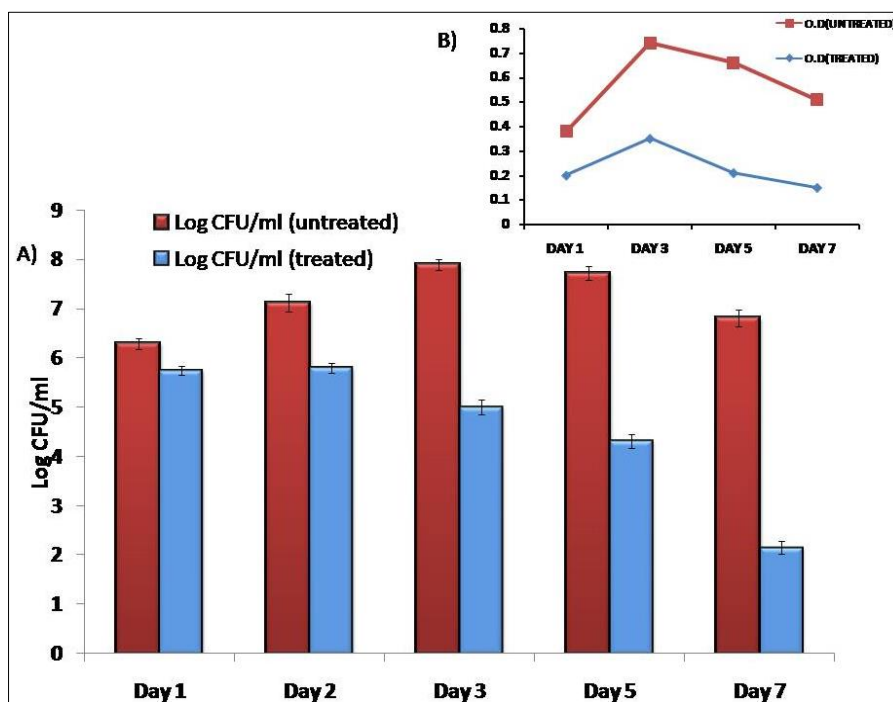 B)
O.D(UNTREATED)
O.D(TREATED)
0.8
0.7
0.6
0.5
0.4
0.3
0.2
0.1
0
DAY 1 DAY 3 DAY 5 DAY 7
A)
Log CFU/ml (untreated)
Log CFU/ml (treated)
Log CFU/ml
9
8
7
6
5
4
3
2
1
0
Day 1 Day 2 Day 3 Day 5 Day 7